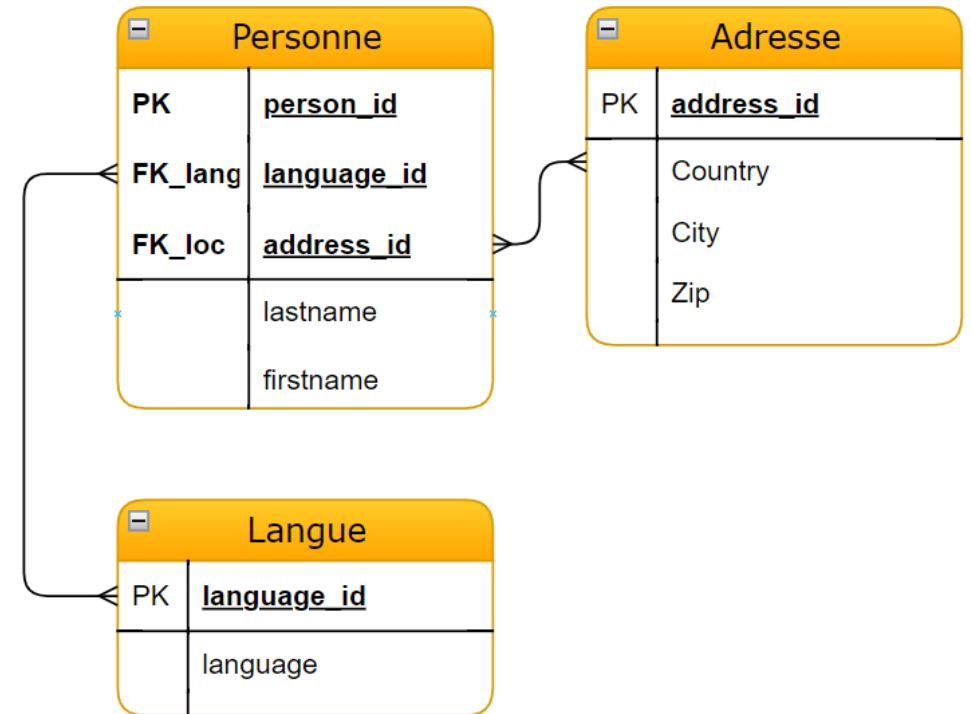 Personne
PK person_id
FK_lang language_id
FK_loc address_id
lastname
firstname
Adresse
PK address_id
Country
City
Zip
Langue
PK language_id
language